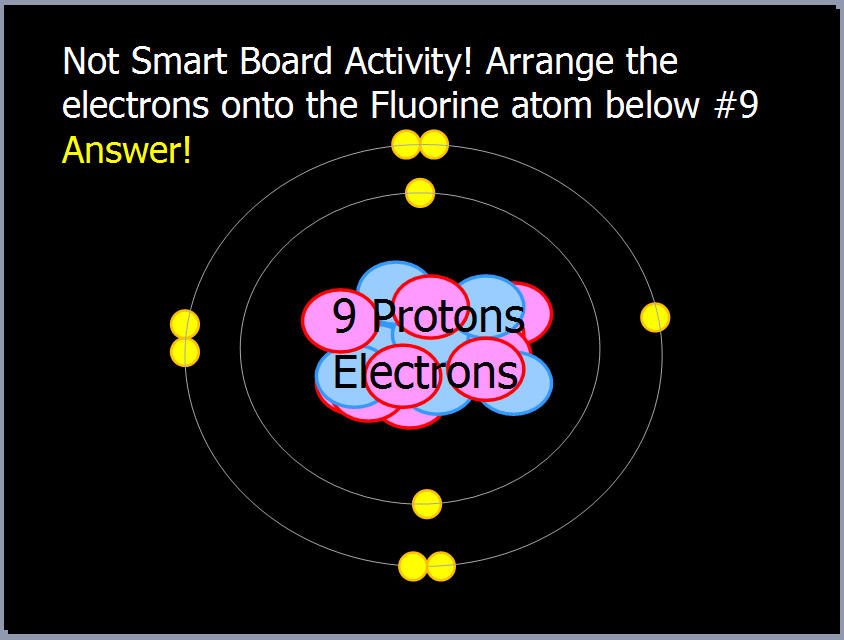 Not Smart Board Activity! Arrange the
electrons onto the Fluorine atom below #9
Answer!
9 Protons
Electrons